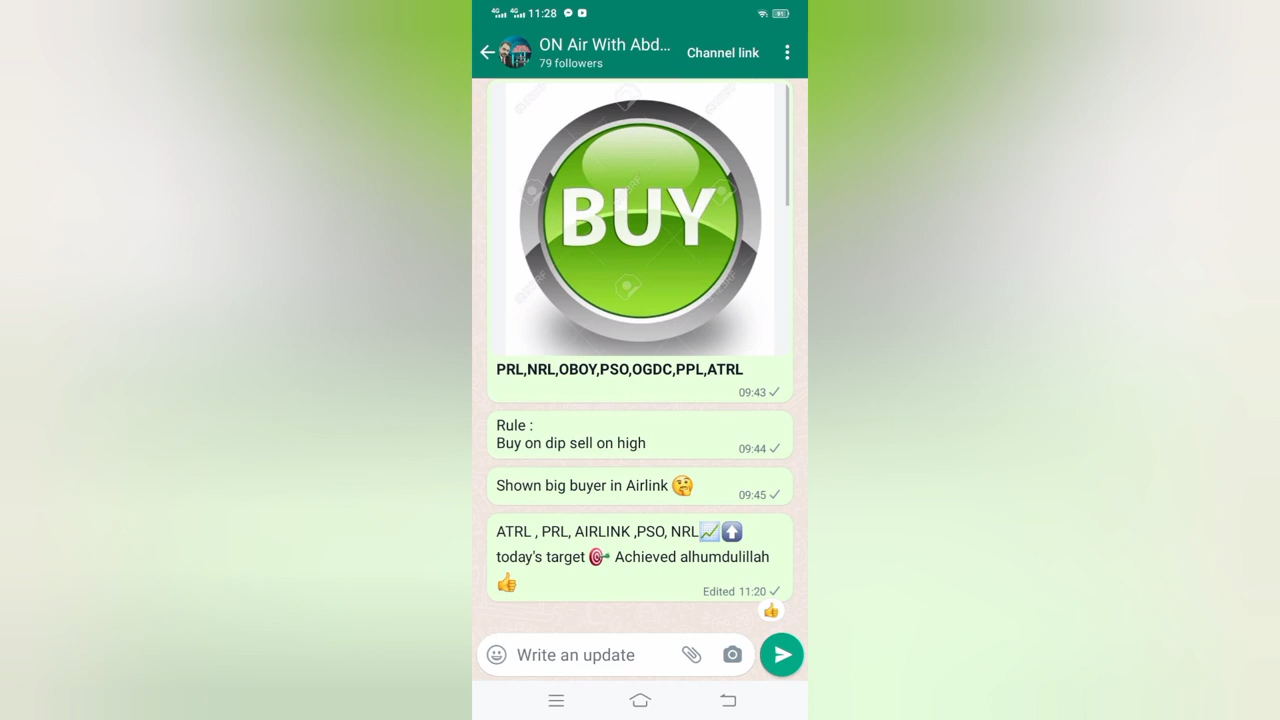 4G 4G 11:28 91
ON Air With Abd...
79 followers
Channel link
BUY
PRL,NRL,OBOY,PSO,OGDC,PPL,ATRL
09:43
Rule :
Buy on dip sell on high
09:44
Shown big buyer in Airlink 🤔
09:45
ATRL , PRL, AIRLINK ,PSO, NRL📈⬆️
today's target 🎯 Achieved alhumdulillah
👍
Edited 11:20
👍
Write an update